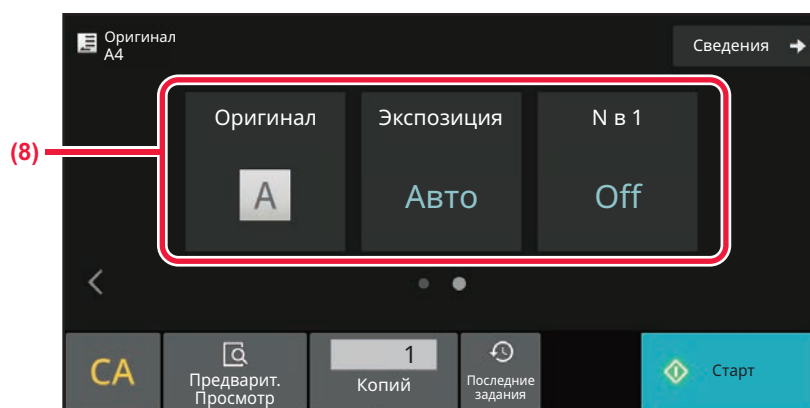 Оригинал
A4
Сведения
(8)
Оригинал
Экспозиция
N в 1
A
Авто
Off
CA
Предварит.
Просмотр
1
Копий
Последние
задания
Старт